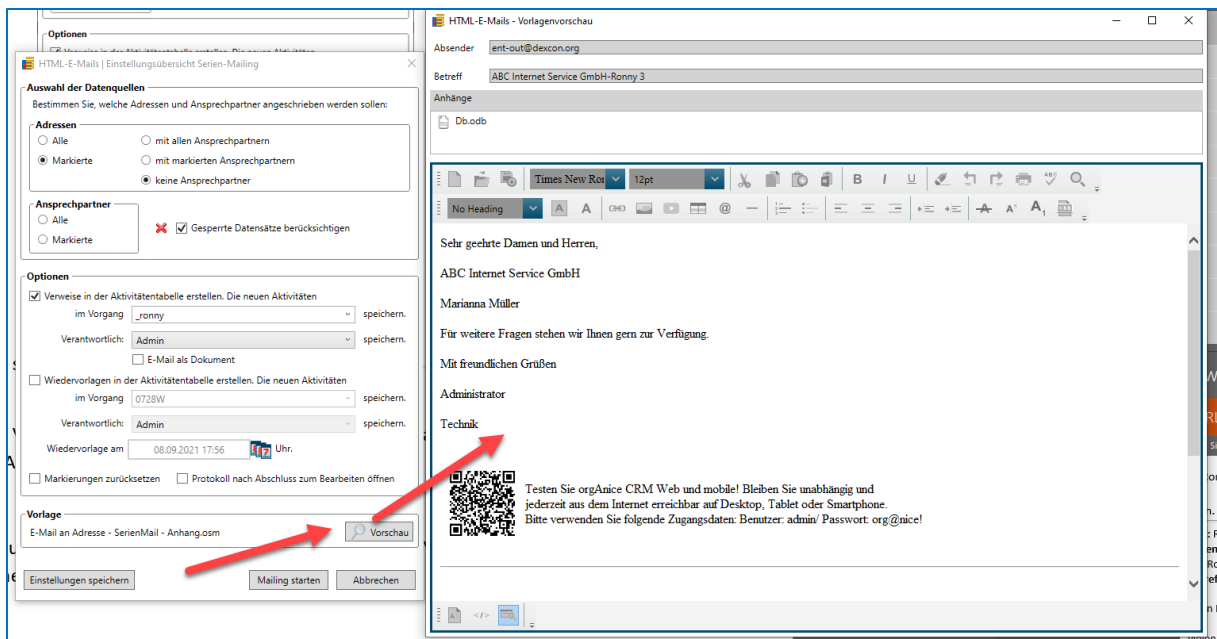 Optionen
HTML-E-Mails | Einstellungsübersicht Serien-Mailing
Auswahl der Datenquellen
Bestimmen Sie, welche Adressen und Ansprechpartner angeschrieben werden sollen:
Adressen
Alle
mit allen Ansprechpartnern
Markierte
mit markierten Ansprechpartnern
keine Ansprechpartner
Ansprechpartner
Alle
Markierte
Gesperrte Datensätze berücksichtigen
Optionen
Verweise in der Aktivitätentabelle erstellen. Die neuen Aktivitäten
im Vorgang _ronny speichern.
Verantwortlich: Admin speichern.
E-Mail als Dokument
Wiedervorlagen in der Aktivitätentabelle erstellen. Die neuen Aktivitäten
im Vorgang 0728W speichern.
Verantwortlich: Admin speichern.
Wiedervorlage am 08.09.2021 17:56 Uhr.
Markierungen zurücksetzen Protokoll nach Abschluss zum Bearbeiten öffnen
Vorlage
E-Mail an Adresse - SerienMail - Anhang.osm Vorschau
Einstellungen speichern Mailing starten Abbrechen
HTML-E-Mails - Vorlagenvorschau
Absender ent-out@dexcon.org
Betreff ABC Internet Service GmbH-Ronny 3
Anhänge
Db.odb
Times New Ro 12pt B I U
No Heading A A
Sehr geehrte Damen und Herren,
ABC Internet Service GmbH
Marianna Müller
Für weitere Fragen stehen wir Ihnen gern zur Verfügung.
Mit freundlichen Grüßen
Administrator
Technik
Testen Sie orgAnice CRM Web und mobile! Bleiben Sie unabhängig und
jederzeit aus dem Internet erreichbar auf Desktop, Tablet oder Smartphone.
Bitte verwenden Sie folgende Zugangsdaten: Benutzer: admin/ Passwort: org@nice!